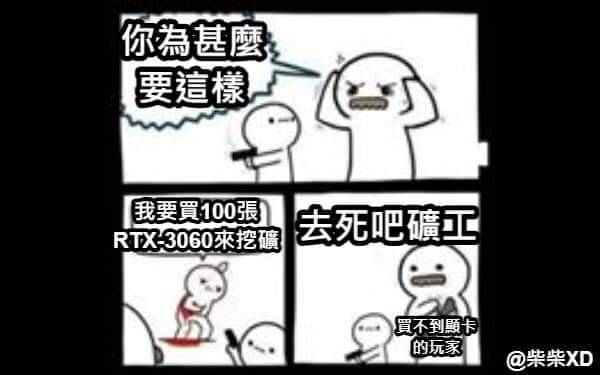 你為甚麼
要這樣
我要買100張
RTX-3060來挖礦
去死吧礦工
買不到顯卡
的玩家
@柴柴XD